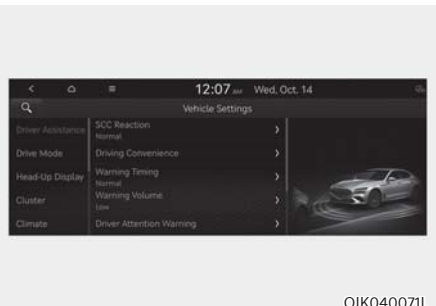 12:07 AM Wed, Oct. 14
Vehicle Settings
Driver Assistance
Drive Mode
Head-Up Display
Cluster
Climate
SCC Reaction
Normal
Driving Convenience
Warning Timing
Normal
Warning Volume
Low
Driver Attention Warning
OIK040071L